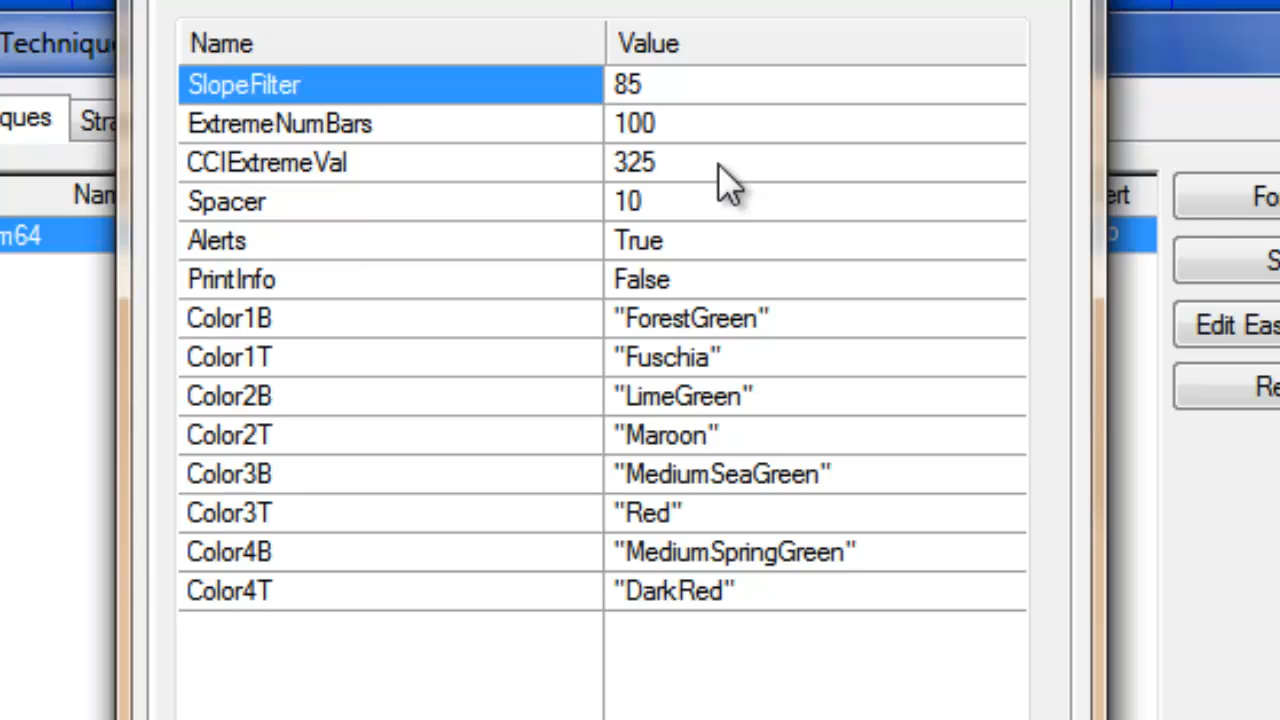 Techniqu
Name Value
SlopeFilter 85
ques Stra
ExtremeNumBars 100
CCIExtremeVal 325
Nam
Spacer 10
ert
Fo
m64
Alerts True
S
PrintInfo False
Color1B "ForestGreen"
Edit Eas
Color1T "Fuschia"
Color2B "LimeGreen"
Re
Color2T "Maroon"
Color3B "MediumSeaGreen"
Color3T "Red"
Color4B "MediumSpringGreen"
Color4T "DarkRed"